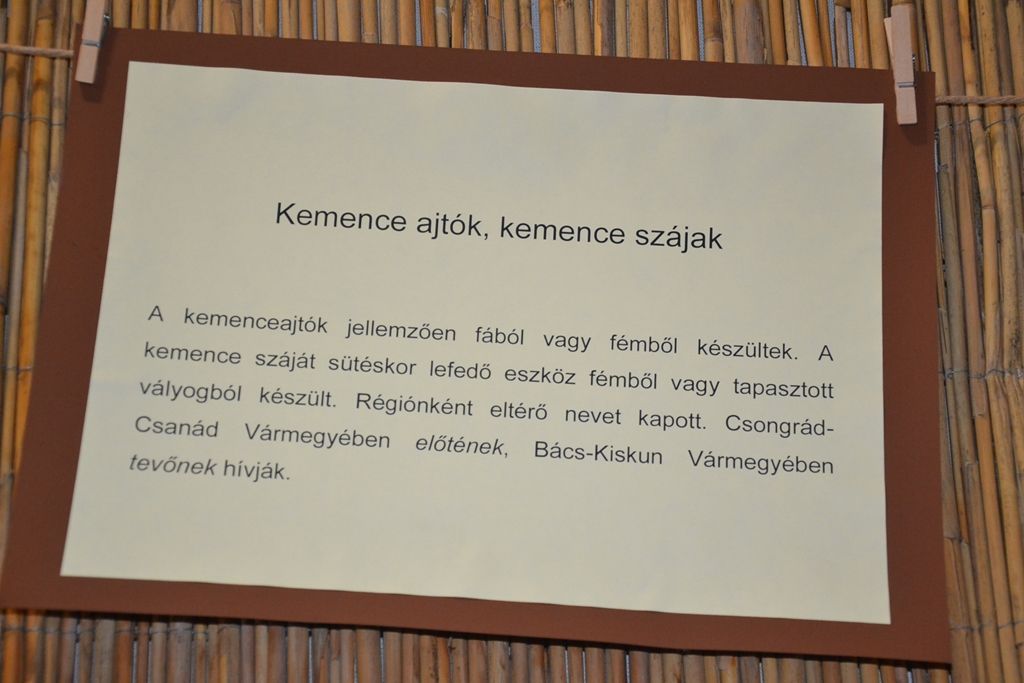 Kemence ajtók, kemence szájak
A kemenceajtók jellemzően fából vagy fémből készültek. A
kemence száját sütéskor lefedő eszköz fémből vagy tapasztott
vályogból készült. Régiónként eltérő nevet kapott. Csongrád-
Csanád Vármegyében előtének, Bács-Kiskun Vármegyében
tevőnek hívják.